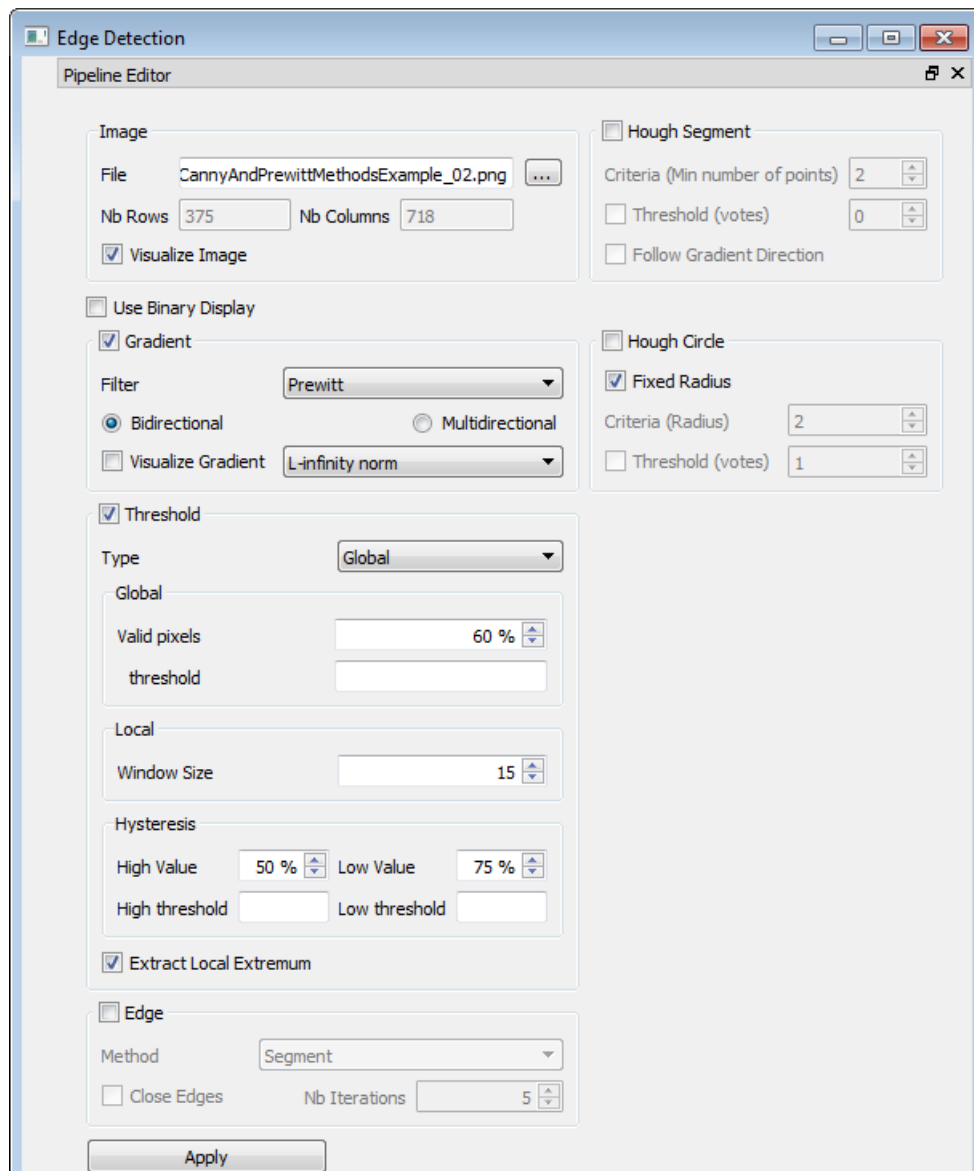 Edge Detection
Pipeline Editor
Image
File CannyAndPrewittMethodsExample_02.png ...
Nb Rows 375 Nb Columns 718
Visualize Image
Use Binary Display
Gradient
Filter Prewitt
Bidirectional Multidirectional
Visualize Gradient L-infinity norm
Threshold
Type Global
Global
Valid pixels 60 %
threshold
Local
Window Size 15
Hysteresis
High Value 50 % Low Value 75 %
High threshold Low threshold
Extract Local Extremum
Edge
Method Segment
Close Edges Nb Iterations 5
Apply
Hough Segment
Criteria (Min number of points) 2
Threshold (votes) 0
Follow Gradient Direction
Hough Circle
Fixed Radius
Criteria (Radius) 2
Threshold (votes) 1